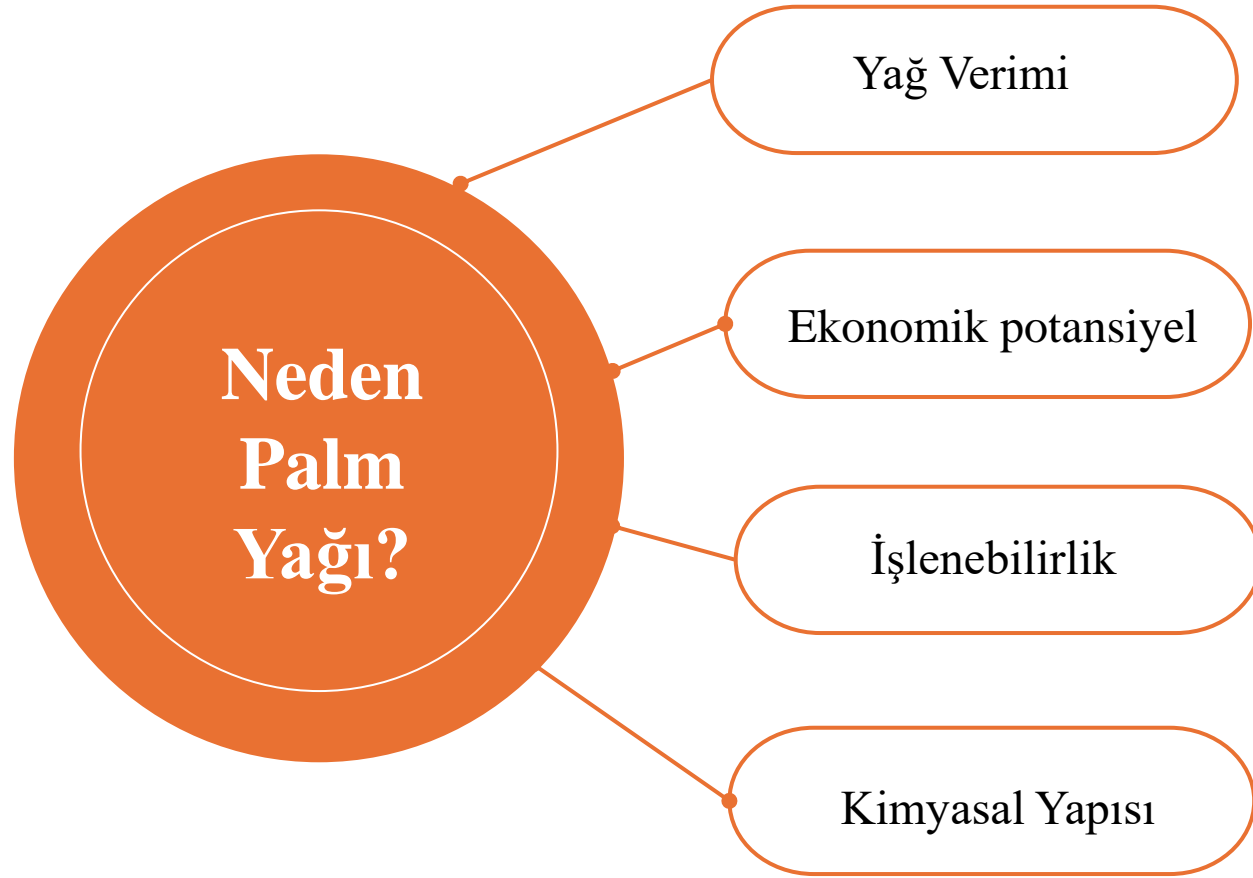 Neden
Palm
Yağı?
Yağ Verimi
Ekonomik potansiyel
İşlenebilirlik
Kimyasal Yapısı